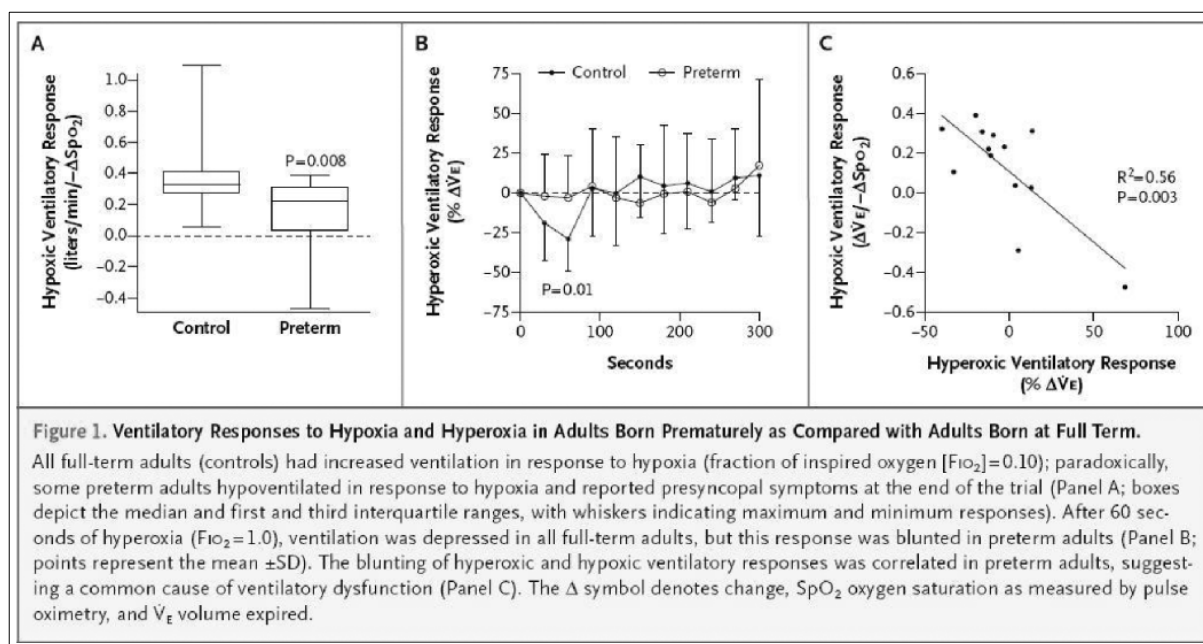 A
Hypoxic Ventilatory Response
(liters/min/−ΔSpO₂)
1.0
0.8
0.6
0.4
0.2
0.0
−0.2
−0.4
P=0.008
Control
Preterm
B
Hyperoxic Ventilatory Response
(% ΔV̇E)
Control
Preterm
75
50
25
0
−25
−50
−75
P=0.01
0
100
200
300
Seconds
C
Hypoxic Ventilatory Response
(ΔV̇E/−ΔSpO₂)
0.6
0.4
0.2
0.0
−0.2
−0.4
−0.6
R²=0.56
P=0.003
−50
0
50
100
Hyperoxic Ventilatory Response
(% ΔV̇E)
Figure 1. Ventilatory Responses to Hypoxia and Hyperoxia in Adults Born Prematurely as Compared with Adults Born at Full Term.
All full-term adults (controls) had increased ventilation in response to hypoxia (fraction of inspired oxygen [FIO₂]=0.10); paradoxically,
some preterm adults hypoventilated in response to hypoxia and reported presyncopal symptoms at the end of the trial (Panel A; boxes
depict the median and first and third interquartile ranges, with whiskers indicating maximum and minimum responses). After 60 sec-
onds of hyperoxia (FIO₂=1.0), ventilation was depressed in all full-term adults, but this response was blunted in preterm adults (Panel B;
points represent the mean ±SD). The blunting of hyperoxic and hypoxic ventilatory responses was correlated in preterm adults, suggest-
ing a common cause of ventilatory dysfunction (Panel C). The Δ symbol denotes change, SpO₂ oxygen saturation as measured by pulse
oximetry, and V̇E volume expired.